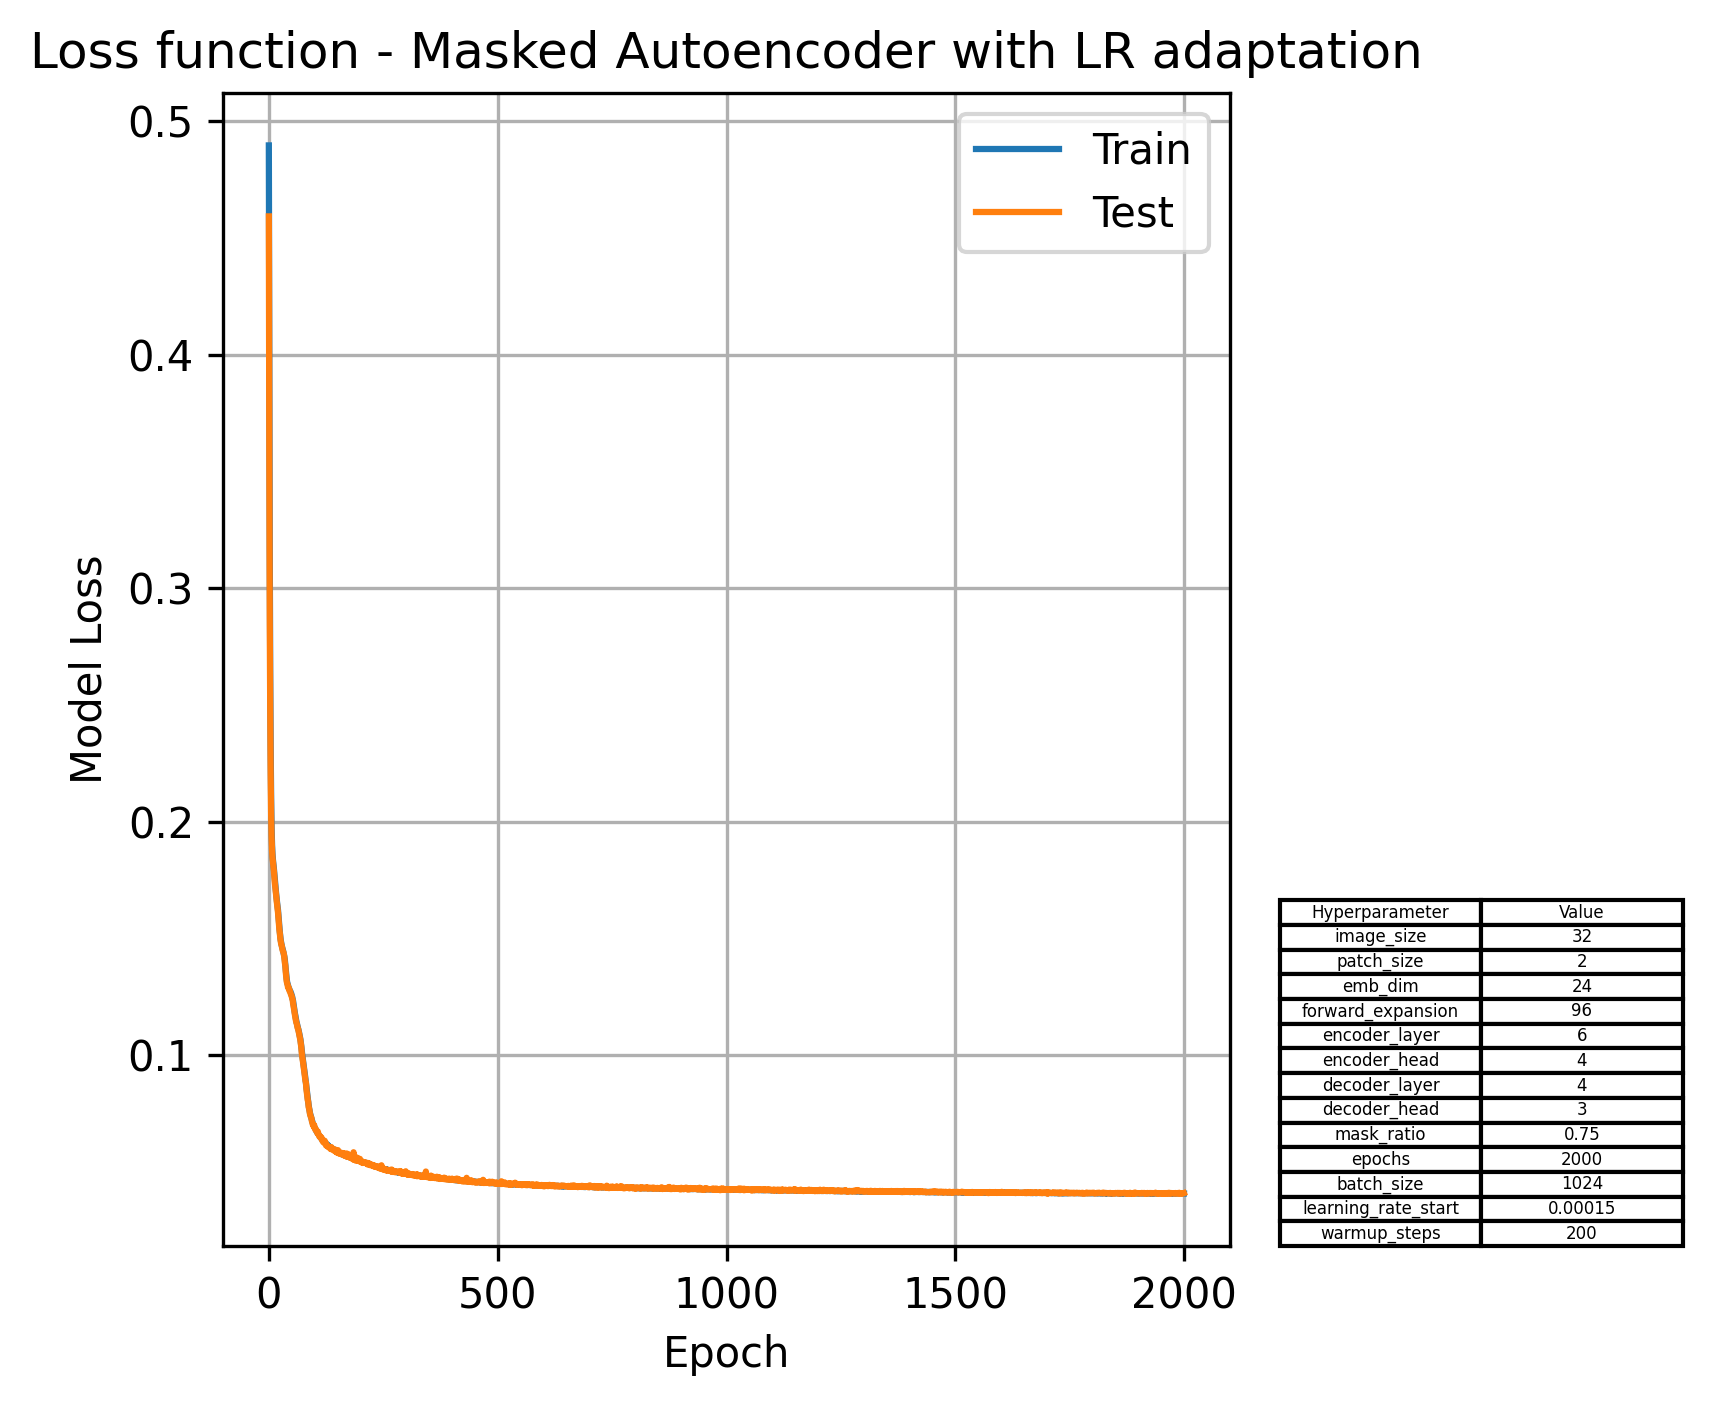 Loss function - Masked Autoencoder with LR adaptation
0.5
0.4
0.3
0.2
0.1
Model Loss
Train
Test
0 500 1000 1500 2000
Epoch
Hyperparameter Value
image_size 32
patch_size 2
emb_dim 24
forward_expansion 96
encoder_layer 6
encoder_head 4
decoder_layer 4
decoder_head 3
mask_ratio 0.75
epochs 2000
batch_size 1024
learning_rate_start 0.00015
warmup_steps 200